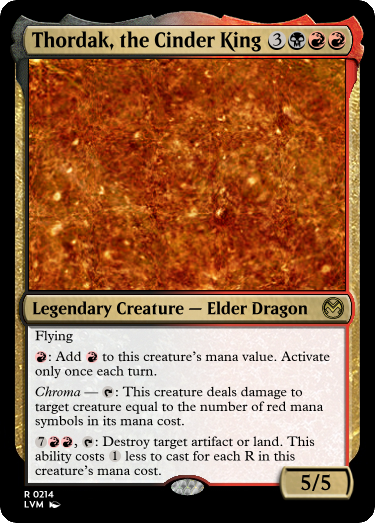 Thordak, the Cinder King 3BRR
Legendary Creature — Elder Dragon
Flying
R: Add R to this creature's mana value. Activate
only once each turn.
Chroma — T: This creature deals damage to
target creature equal to the number of red mana
symbols in its mana cost.
7RR, T: Destroy target artifact or land. This
ability costs 1 less to cast for each R in this
creature's mana cost.
5/5
R 0214
LVM